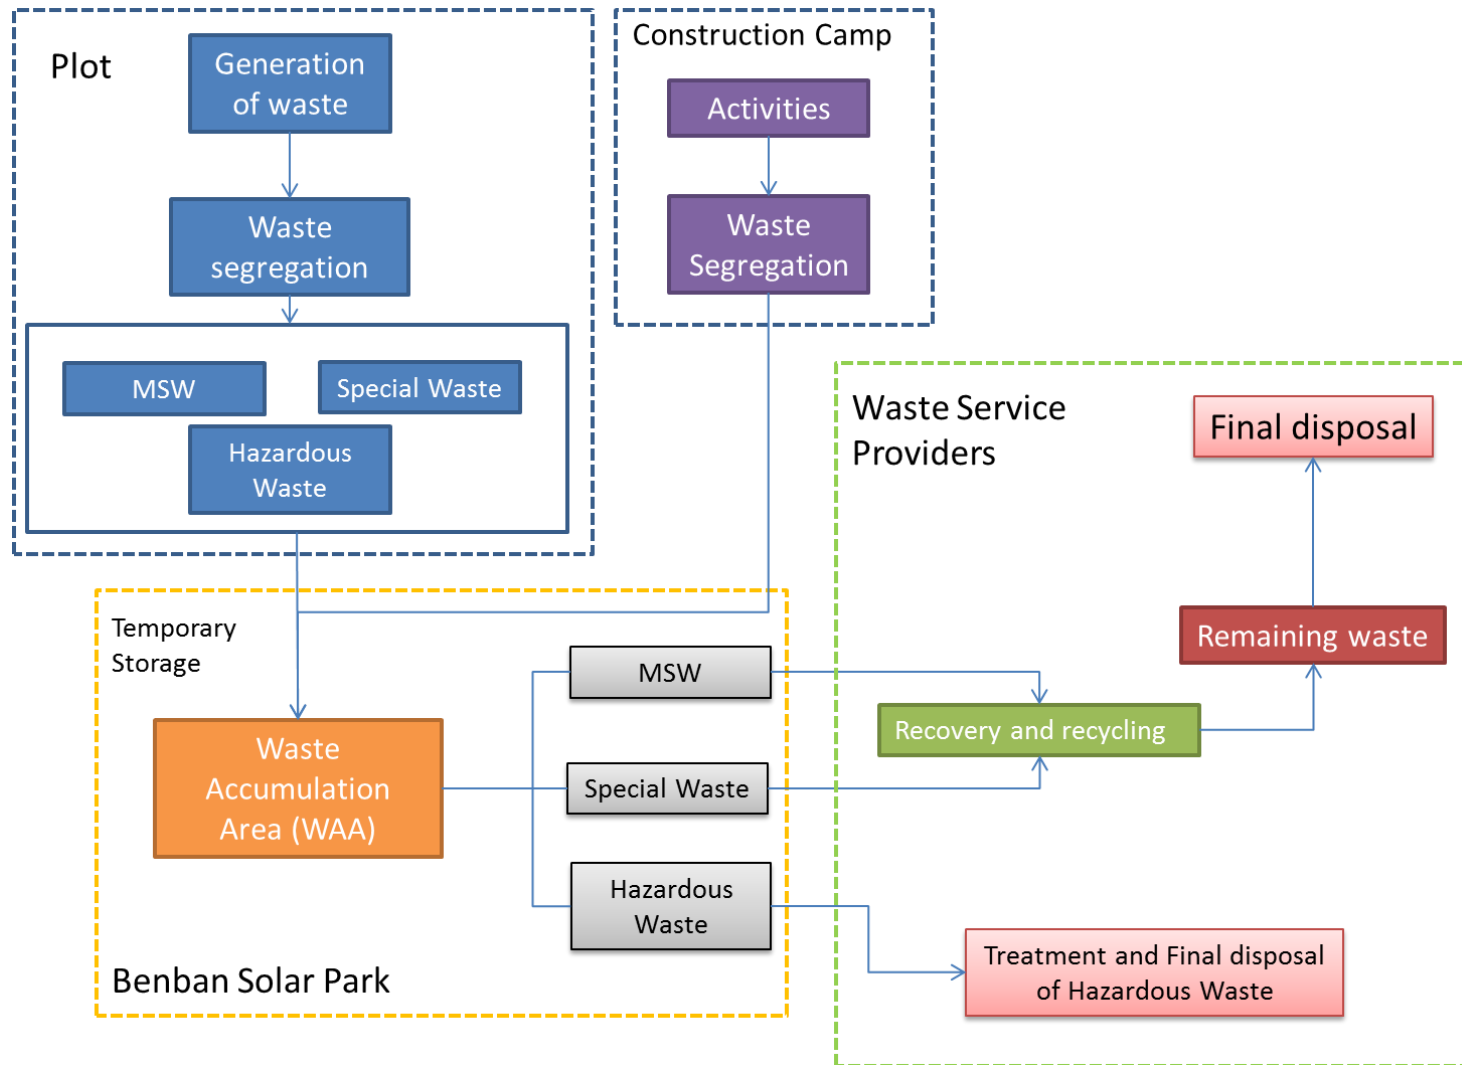 Plot
Generation
of waste
Waste
segregation
MSW
Special Waste
Hazardous
Waste
Construction Camp
Activities
Waste
Segregation
Temporary
Storage
Waste
Accumulation
Area (WAA)
MSW
Special Waste
Hazardous
Waste
Benban Solar Park
Waste Service
Providers
Final disposal
Remaining waste
Recovery and recycling
Treatment and Final disposal
of Hazardous Waste